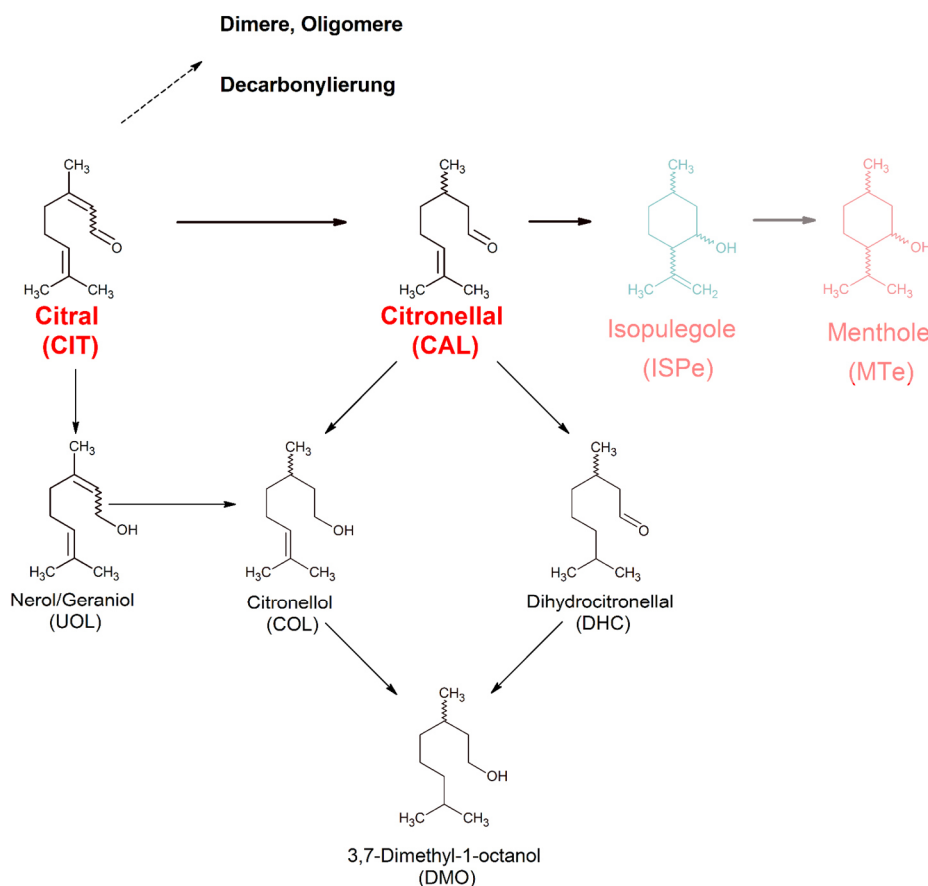 Dimere, Oligomere
Decarbonylierung
CH3
O
H3C CH3
Citral
(CIT)
CH3
O
H3C CH3
Citronellal
(CAL)
CH3
OH
H3C CH2
Isopulegole
(ISPe)
CH3
OH
H3C CH3
Menthole
(MTe)
CH3
OH
H3C CH3
Nerol/Geraniol
(UOL)
CH3
OH
H3C CH3
Citronellol
(COL)
CH3
O
H3C CH3
Dihydrocitronellal
(DHC)
CH3
OH
H3C CH3
3,7-Dimethyl-1-octanol
(DMO)